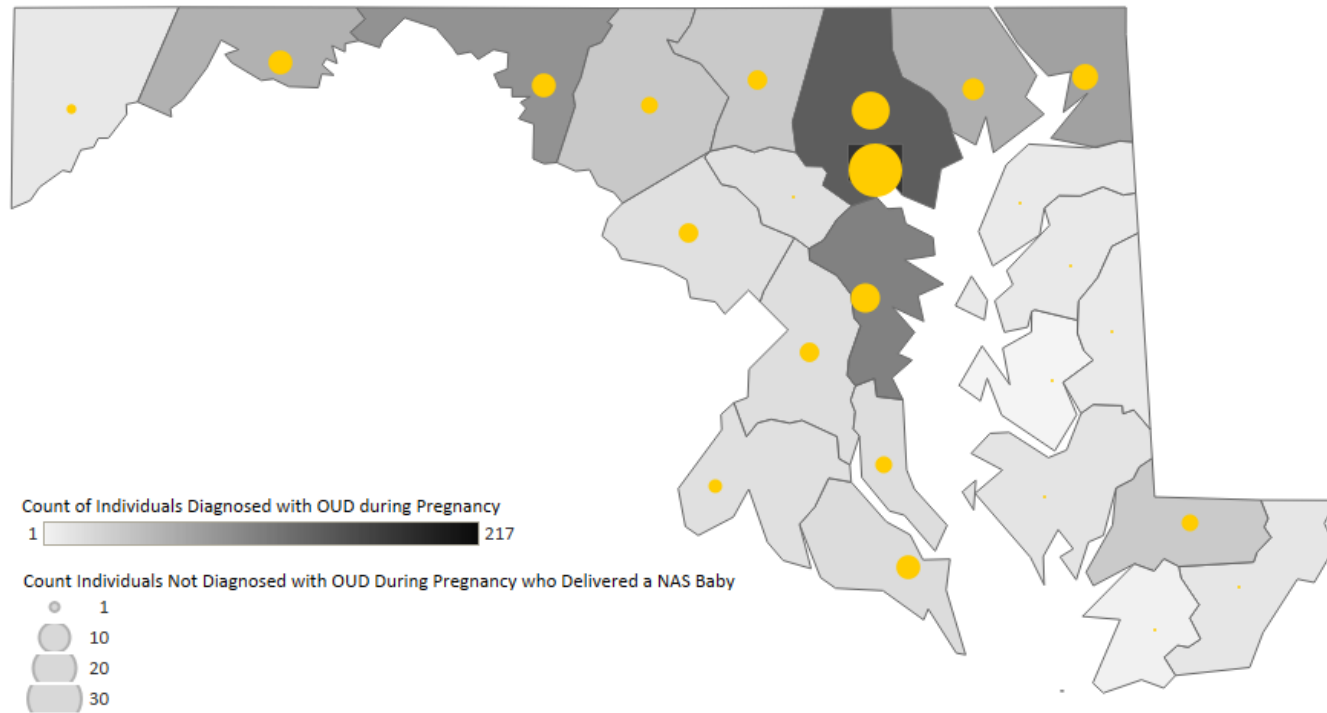 Count of Individuals Diagnosed with OUD during Pregnancy
1 217
Count Individuals Not Diagnosed with OUD During Pregnancy who Delivered a NAS Baby
1
10
20
30